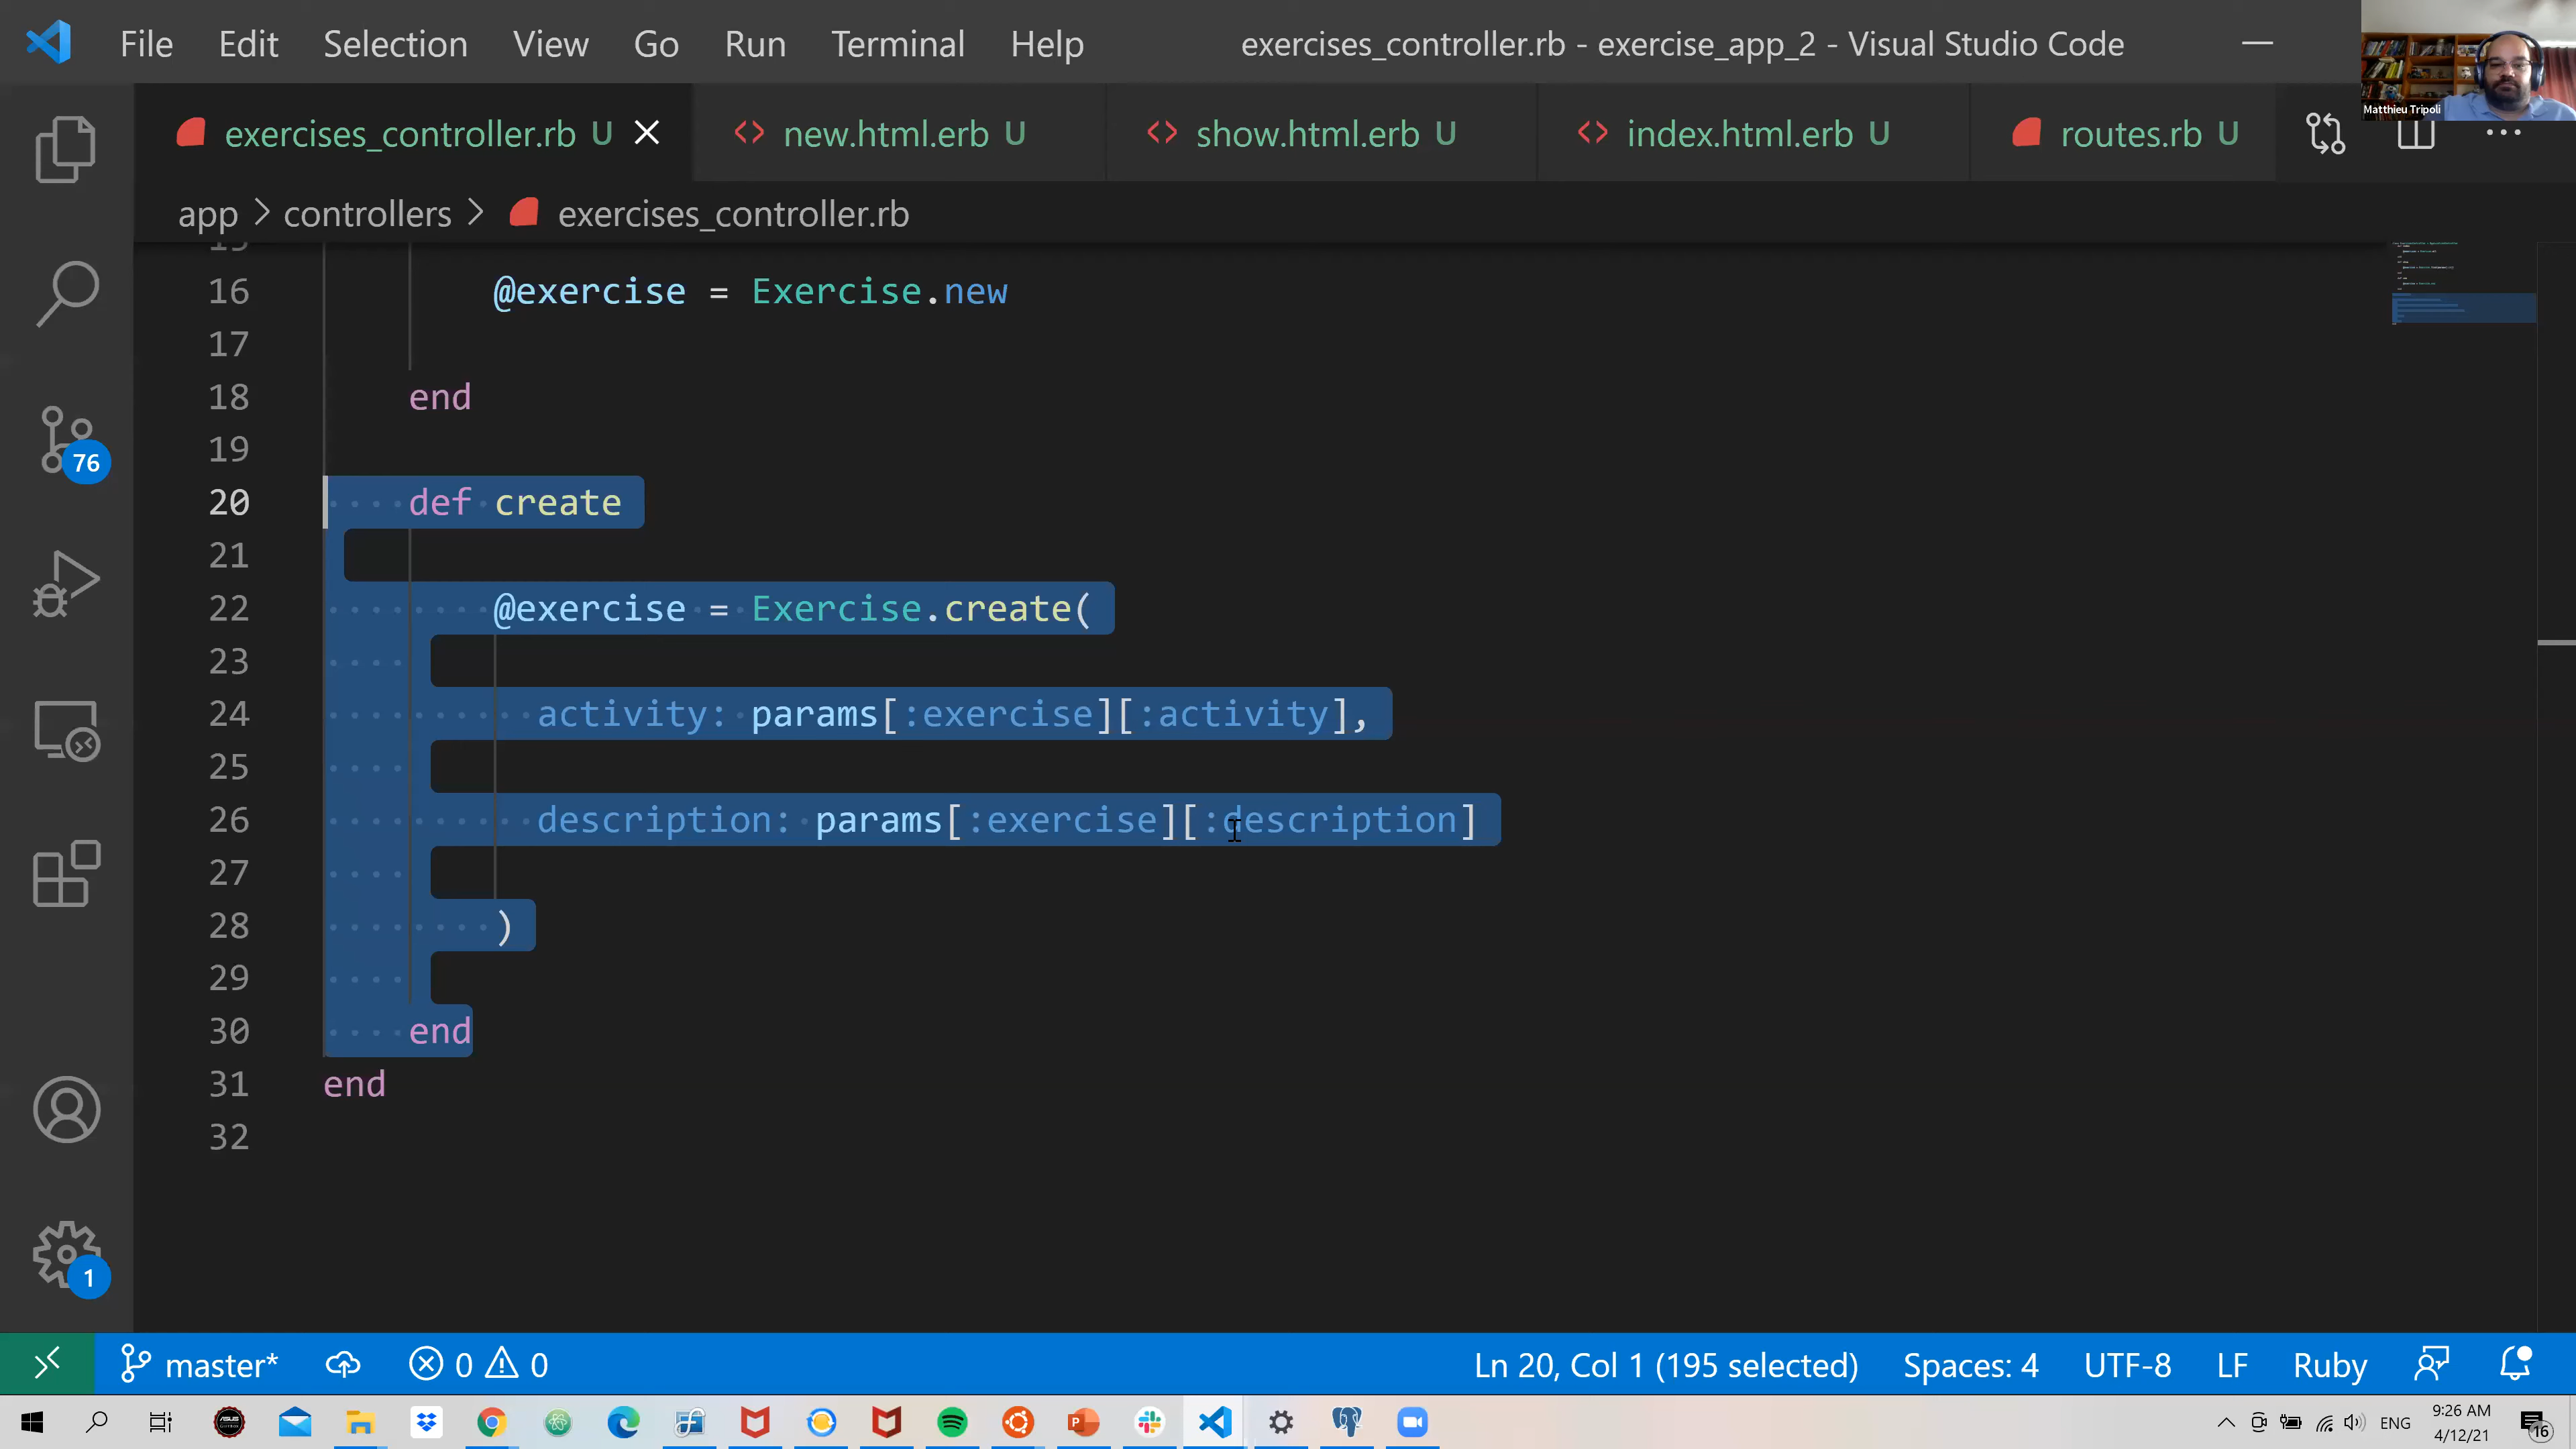 File Edit Selection View Go Run Terminal Help exercises_controller.rb - exercise_app_2 - Visual Studio Code
Matthieu Tripoli
exercises_controller.rb U new.html.erb U show.html.erb U index.html.erb U routes.rb U
app > controllers > exercises_controller.rb
15
16 @exercise = Exercise.new
17
18 end
19
20 def create
21
22 @exercise = Exercise.create(
23
24 activity: params[:exercise][:activity],
25
26 description: params[:exercise][:description]
27
28 )
29
30 end
31 end
32
76
1
master* 0 0 Ln 20, Col 1 (195 selected) Spaces: 4 UTF-8 LF Ruby
ENG 9:26 AM
4/12/21
16